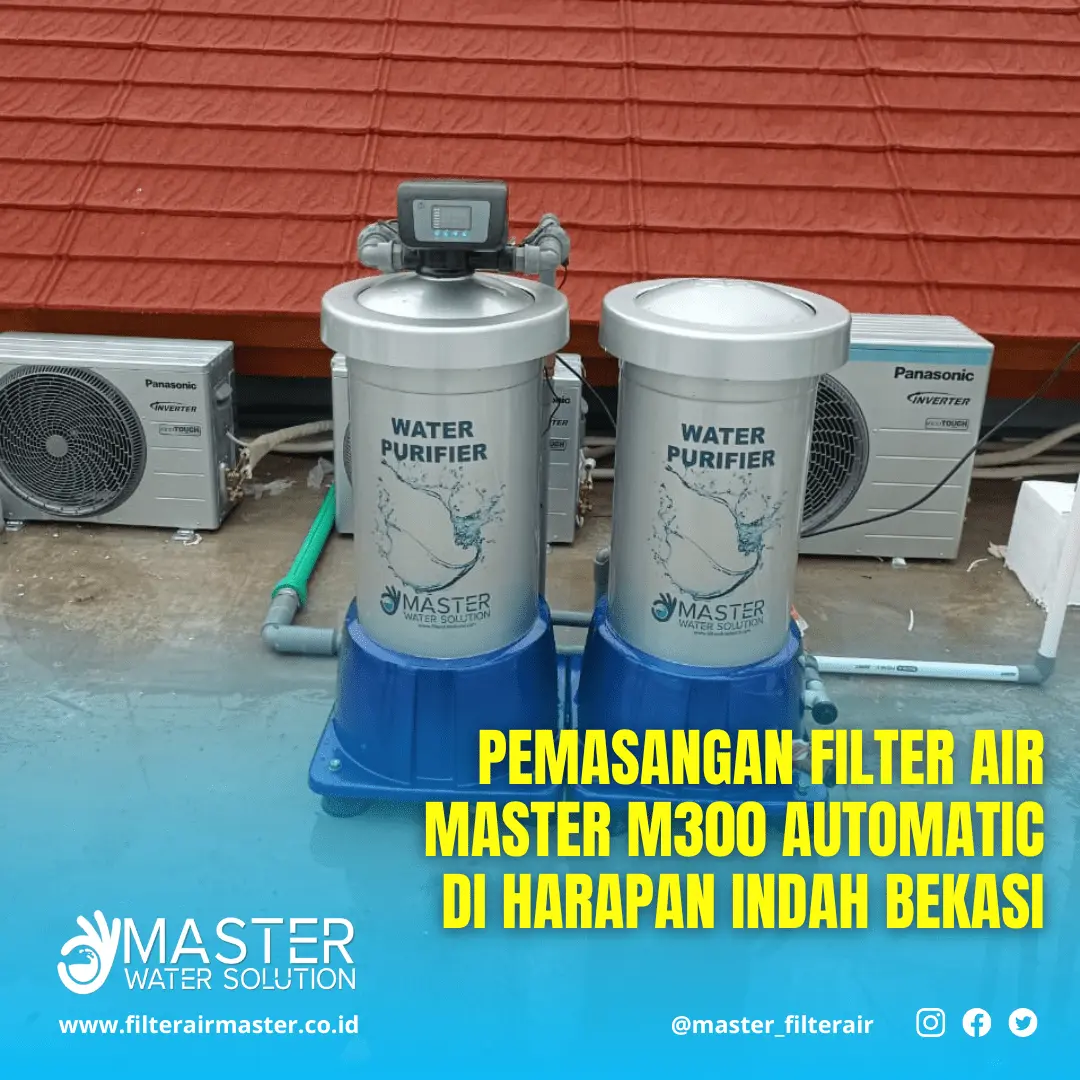 Panasonic
INVERTER
WATER
PURIFIER
MASTER
WATER SOLUTION
WATER
PURIFIER
MASTER
WATER SOLUTION
Panasonic
INVERTER
PEMASANGAN FILTER AIR
MASTER M300 AUTOMATIC
DI HARAPAN INDAH BEKASI
MASTER
WATER SOLUTION
www.filterairmaster.co.id
@master_filterair